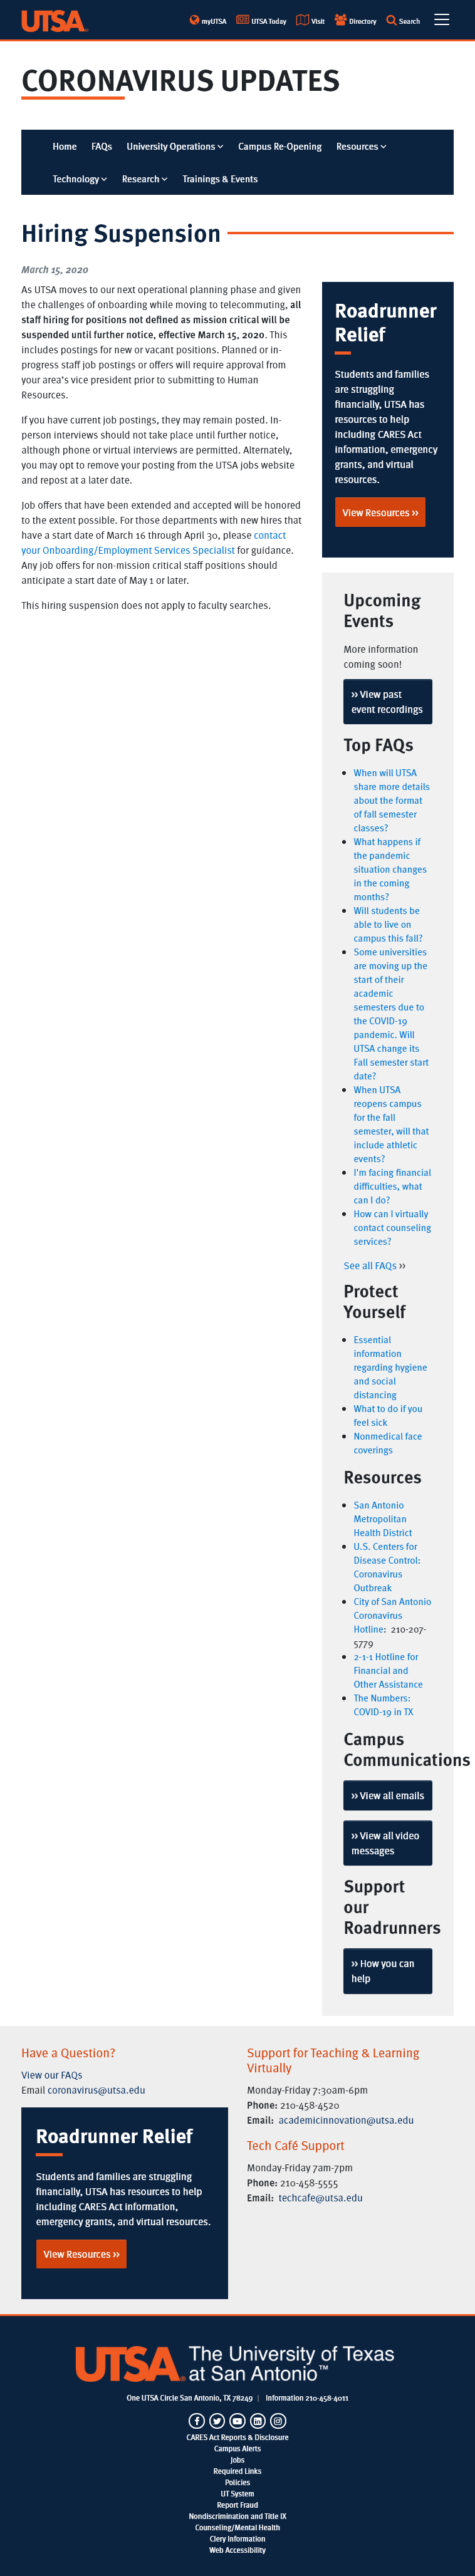 UTSA
myUTSA UTSA Today Visit Directory Search
CORONAVIRUS UPDATES
Home FAQs University Operations Campus Re-Opening Resources
Technology Research Trainings & Events
Hiring Suspension
March 15, 2020
As UTSA moves to our next operational planning phase and given
the challenges of onboarding while moving to telecommuting, all
staff hiring for positions not defined as mission critical will be
suspended until further notice, effective March 15, 2020. This
includes postings for new or vacant positions. Planned or in-
progress staff job postings or offers will require approval from
your area's vice president prior to submitting to Human
Resources.
If you have current job postings, they may remain posted. In-
person interviews should not take place until further notice,
although phone or virtual interviews are permitted. Alternately,
you may opt to remove your posting from the UTSA jobs website
and repost at a later date.
Job offers that have been extended and accepted will be honored
to the extent possible. For those departments with new hires that
have a start date of March 16 through April 30, please contact
your Onboarding/Employment Services Specialist for guidance.
Any job offers for non-mission critical staff positions should
anticipate a start date of May 1 or later.
This hiring suspension does not apply to faculty searches.
Roadrunner
Relief
Students and families
are struggling
financially, UTSA has
resources to help
including CARES Act
information, emergency
grants, and virtual
resources.
View Resources »
Upcoming
Events
More information
coming soon!
» View past
event recordings
Top FAQs
• When will UTSA
share more details
about the format
of fall semester
classes?
• What happens if
the pandemic
situation changes
in the coming
months?
• Will students be
able to live on
campus this fall?
• Some universities
are moving up the
start of their
academic
semesters due to
the COVID-19
pandemic. Will
UTSA change its
Fall semester start
date?
• When UTSA
reopens campus
for the fall
semester, will that
include athletic
events?
• I'm facing financial
difficulties, what
can I do?
• How can I virtually
contact counseling
services?
See all FAQs »
Protect
Yourself
• Essential
information
regarding hygiene
and social
distancing
• What to do if you
feel sick
• Nonmedical face
coverings
Resources
• San Antonio
Metropolitan
Health District
• U.S. Centers for
Disease Control:
Coronavirus
Outbreak
• City of San Antonio
Coronavirus
Hotline: 210-207-
5779
• 2-1-1 Hotline for
Financial and
Other Assistance
• The Numbers:
COVID-19 in TX
Campus
Communications
» View all emails
» View all video
messages
Support
our
Roadrunners
» How you can
help
Have a Question?
View our FAQs
Email coronavirus@utsa.edu
Roadrunner Relief
Students and families are struggling
financially, UTSA has resources to help
including CARES Act information,
emergency grants, and virtual resources.
View Resources »
Support for Teaching & Learning
Virtually
Monday-Friday 7:30am-6pm
Phone: 210-458-4520
Email: academicinnovation@utsa.edu
Tech Café Support
Monday-Friday 7am-7pm
Phone: 210-458-5555
Email: techcafe@utsa.edu
UTSA. The University of Texas
at San Antonio™
One UTSA Circle San Antonio, TX 78249 | Information 210-458-4011
CARES Act Reports & Disclosure
Campus Alerts
Jobs
Required Links
Policies
UT System
Report Fraud
Nondiscrimination and Title IX
Counseling/Mental Health
Clery Information
Web Accessibility